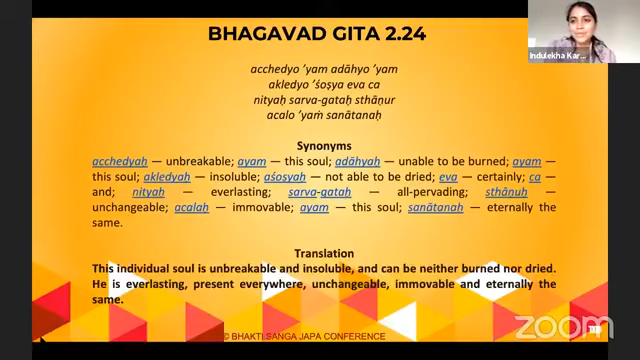 BHAGAVAD GITA 2.24
Indulekha Kar...
acchedyo ’yam adāhyo ’yam
akledyo ’śoṣya eva ca
nityaḥ sarva-gataḥ sthāṇur
acalo ’yaṁ sanātanaḥ
Synonyms
acchedyaḥ — unbreakable; ayam — this soul; adāhyaḥ — unable to be burned; ayam —
this soul; akledyaḥ — insoluble; aśoṣyaḥ — not able to be dried; eva — certainly; ca —
and; nityaḥ — everlasting; sarva-gataḥ — all-pervading; sthāṇuḥ —
unchangeable; acalaḥ — immovable; ayam — this soul; sanātanaḥ — eternally the
same.
Translation
This individual soul is unbreakable and insoluble, and can be neither burned nor dried.
He is everlasting, present everywhere, unchangeable, immovable and eternally the
same.
© BHAKTI SANGA JAPA CONFERENCE
zoom